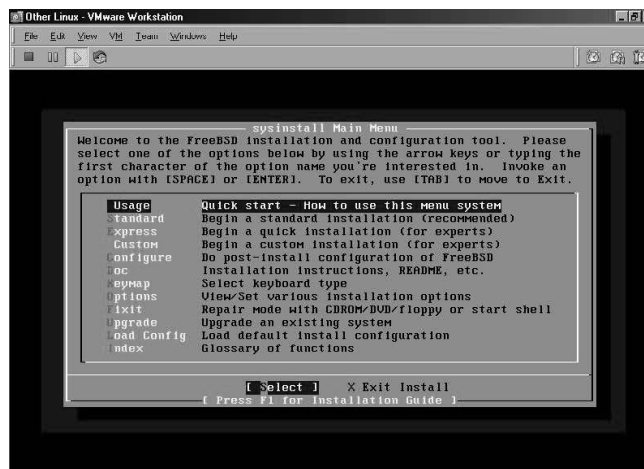 Other Linux - VMware Workstation
File Edit View VM Team Windows Help
sysinstall Main Menu
Welcome to the FreeBSD installation and configuration tool. Please
select one of the options below by using the arrow keys or typing the
first character of the option name you're interested in. Invoke an
option with [SPACE] or [ENTER]. To exit, use [TAB] to move to Exit.
Usage Quick start - How to use this menu system
Standard Begin a standard installation (recommended)
Express Begin a quick installation (for experts)
Custom Begin a custom installation (for experts)
Configure Do post-install configuration of FreeBSD
Doc Installation instructions, README, etc.
Keymap Select keyboard type
Options View/Set various installation options
Fixit Repair mode with CDROM/DVD/floppy or start shell
Upgrade Upgrade an existing system
Load Config Load default install configuration
Index Glossary of functions
[ Select ] X Exit Install
[ Press F1 for Installation Guide ]